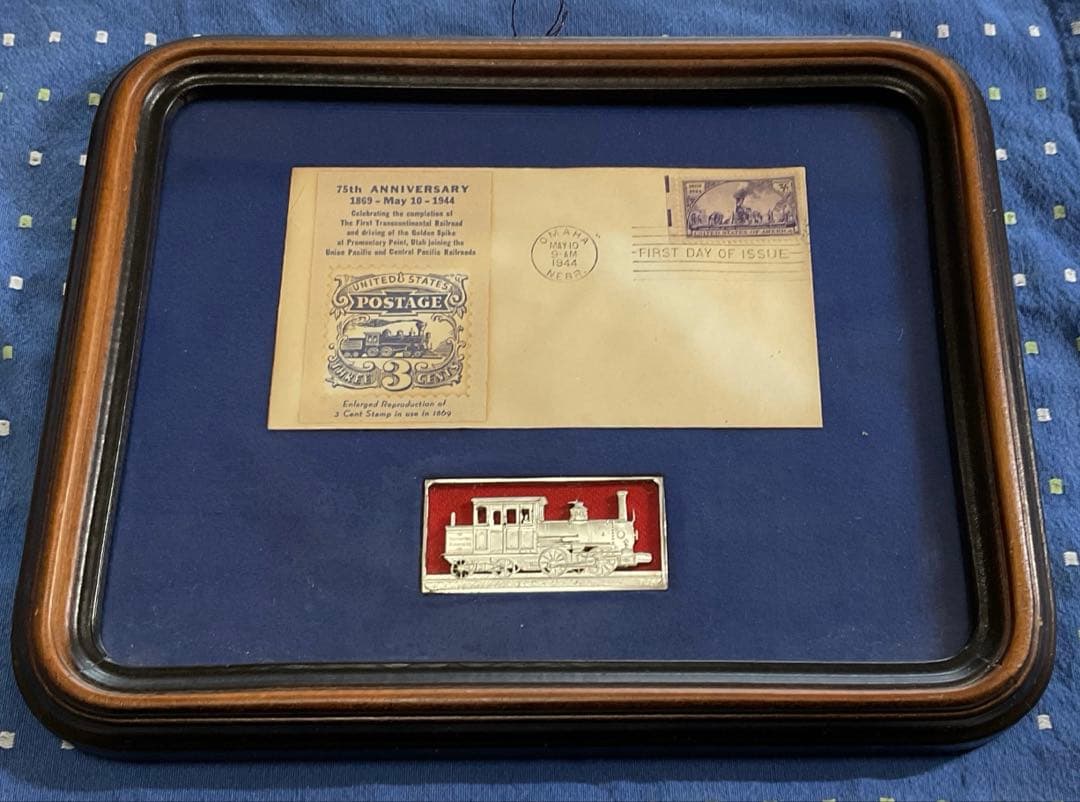 75th ANNIVERSARY
1869 - May 10 - 1944
Celebrating the completion of
The First Transcontinental Railroad
and driving of the Golden Spike
at Promontory Point, Utah joining the
Union Pacific and Central Pacific Railroads
UNITED STATES
POSTAGE
THREE 3 CENTS
Enlarged Reproduction of
3 Cent Stamp in use in 1869
OMAHA
MAY 10
9-AM
1944
NEBR.
1869
1944
3¢
UNITED STATES OF AMERICA
FIRST DAY OF ISSUE